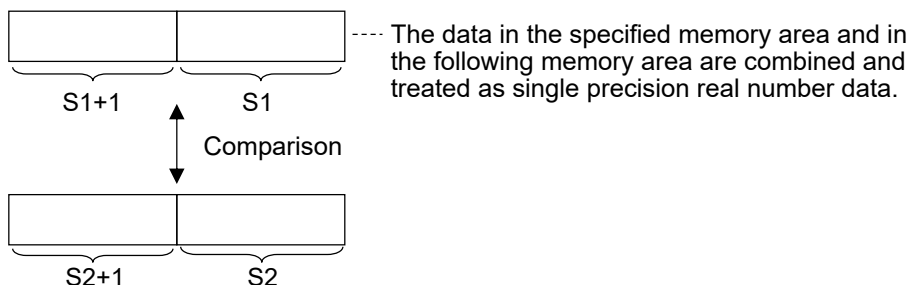 The data in the specified memory area and in
the following memory area are combined and
treated as single precision real number data.
S1+1 S1
Comparison
S2+1 S2